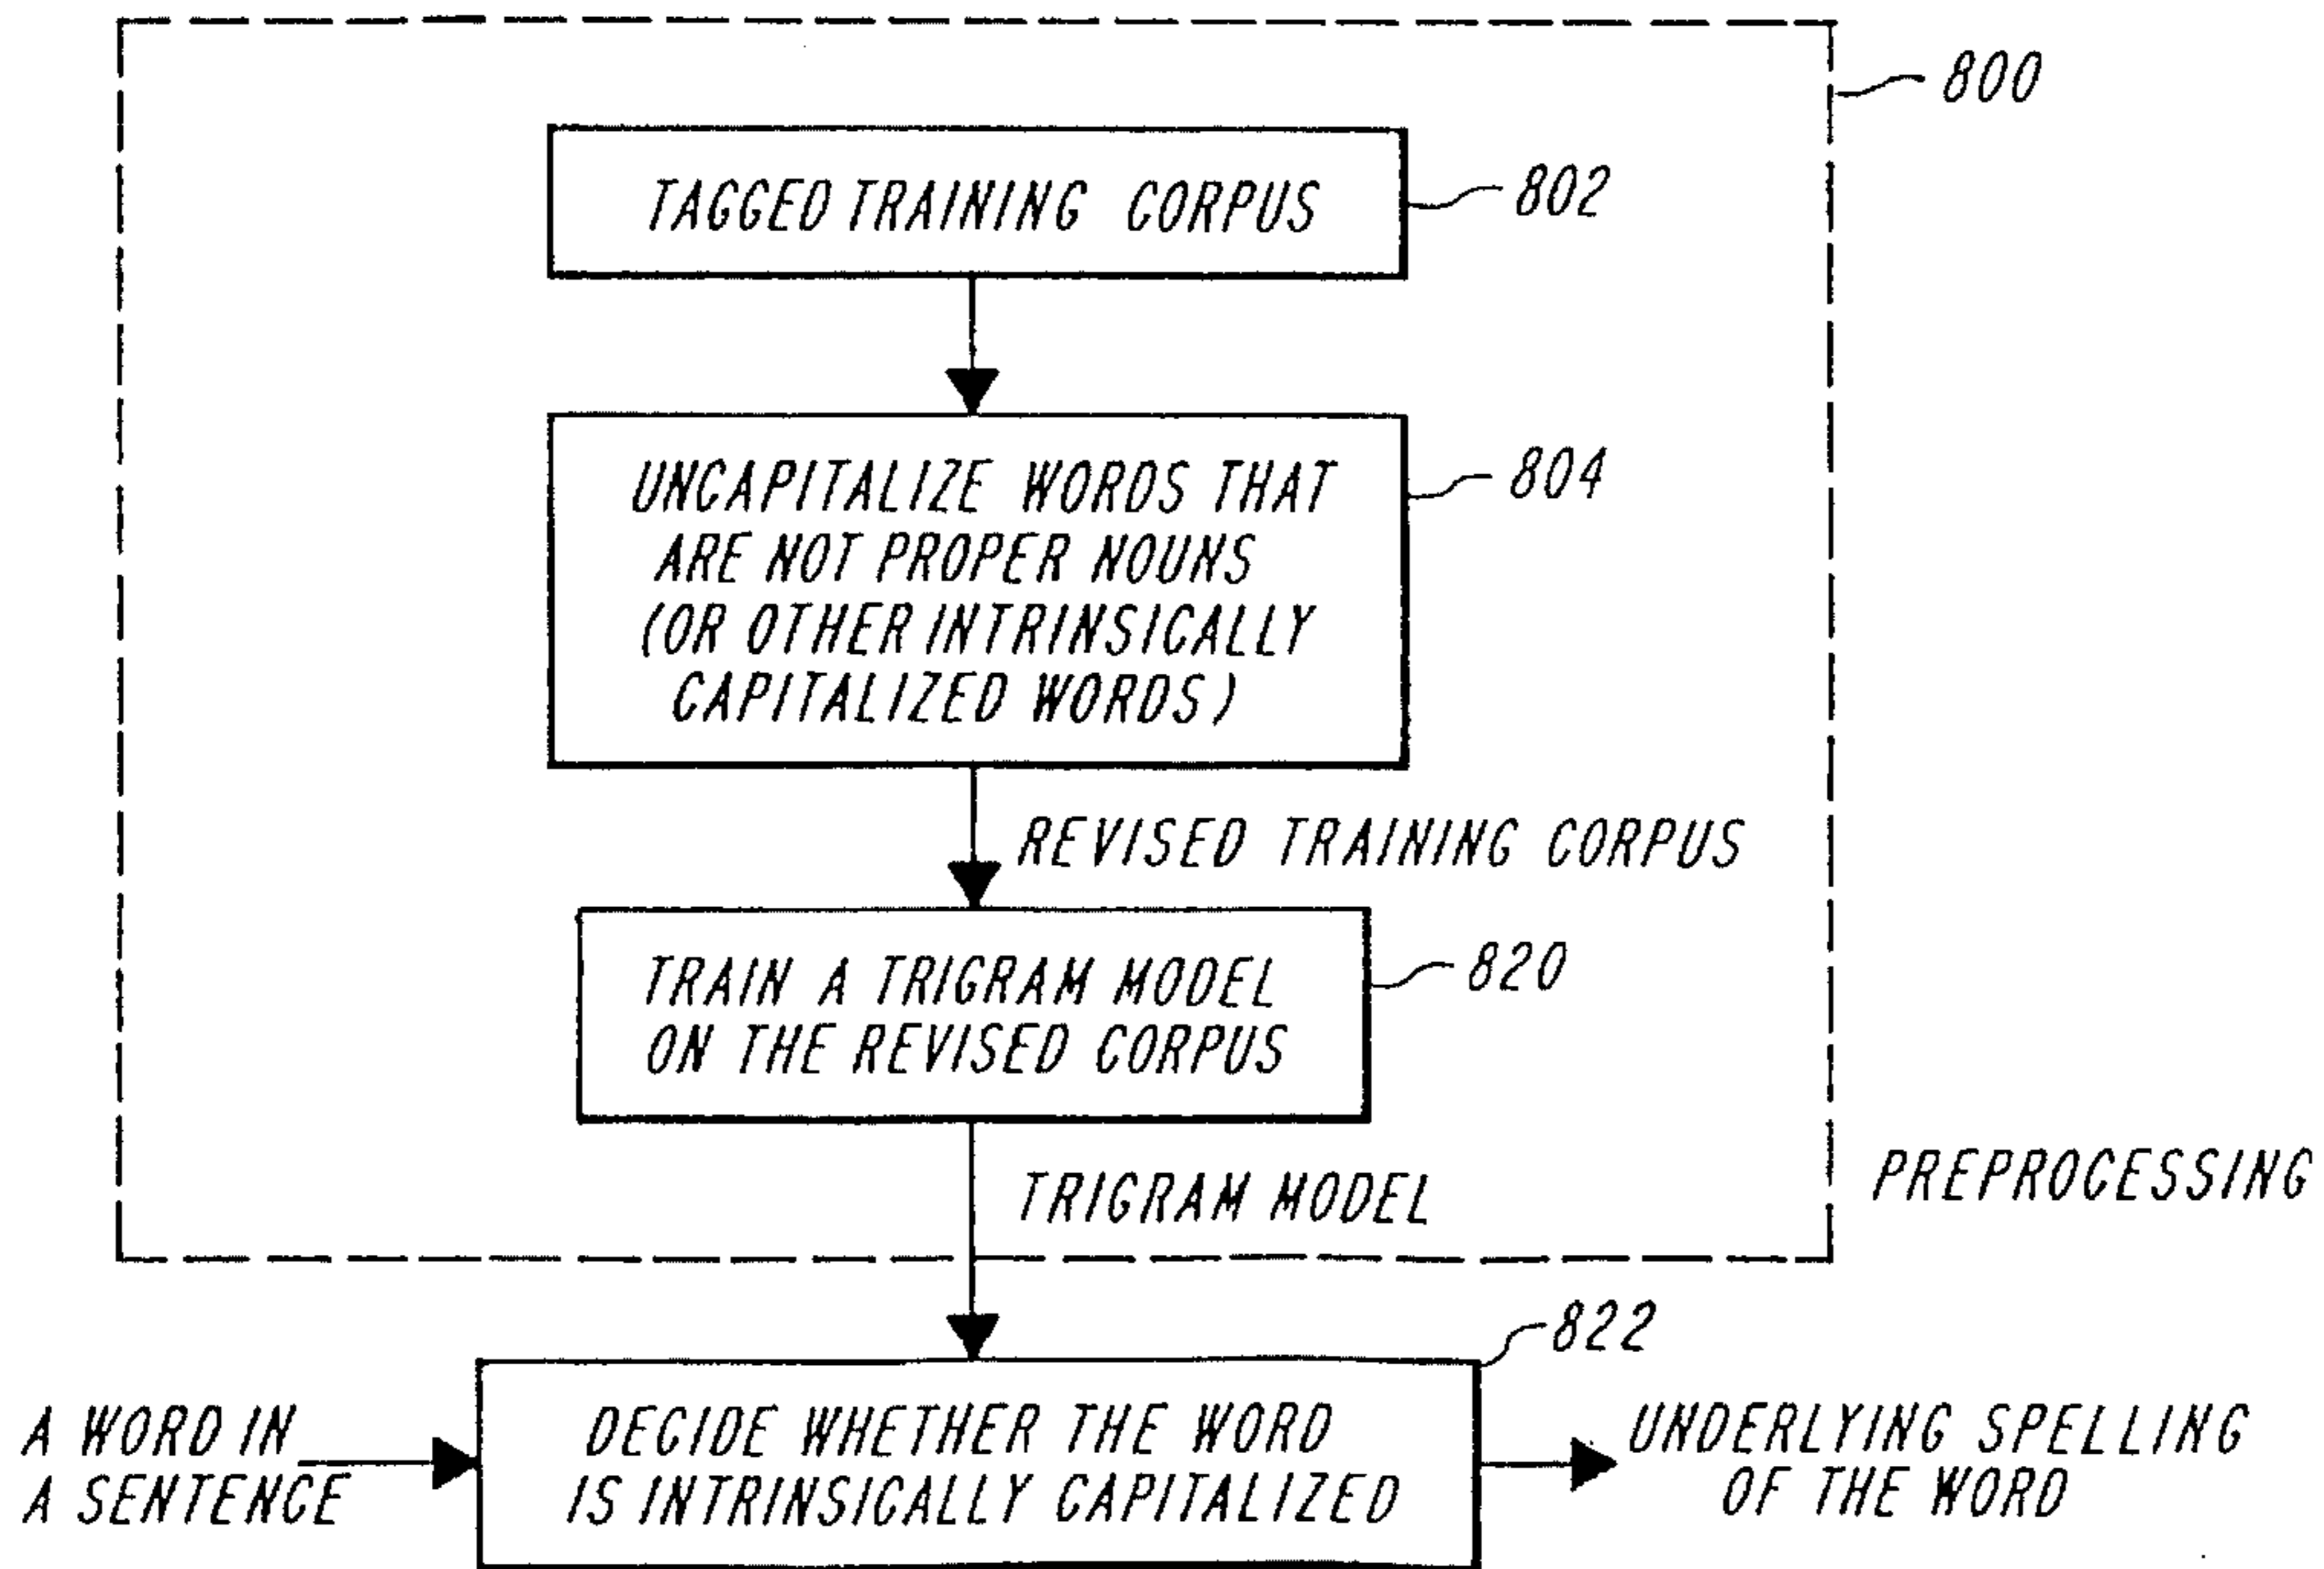 800
TAGGED TRAINING CORPUS
802
UNCAPITALIZE WORDS THAT
ARE NOT PROPER NOUNS
(OR OTHER INTRINSICALLY
CAPITALIZED WORDS)
804
REVISED TRAINING CORPUS
TRAIN A TRIGRAM MODEL
ON THE REVISED CORPUS
820
TRIGRAM MODEL
PREPROCESSING
822
A WORD IN
A SENTENCE
DECIDE WHETHER THE WORD
IS INTRINSICALLY CAPITALIZED
UNDERLYING SPELLING
OF THE WORD